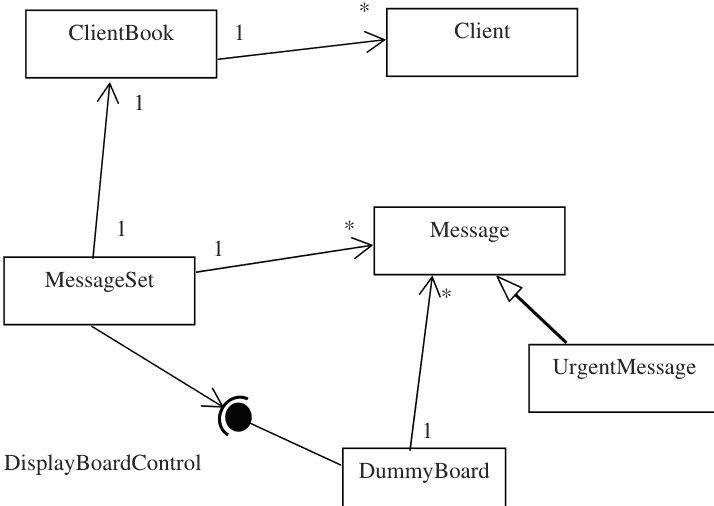 *
ClientBook
1
Client
1
1
*
1
Message
MessageSet
*
UrgentMessage
1
DisplayBoardControl
DummyBoard